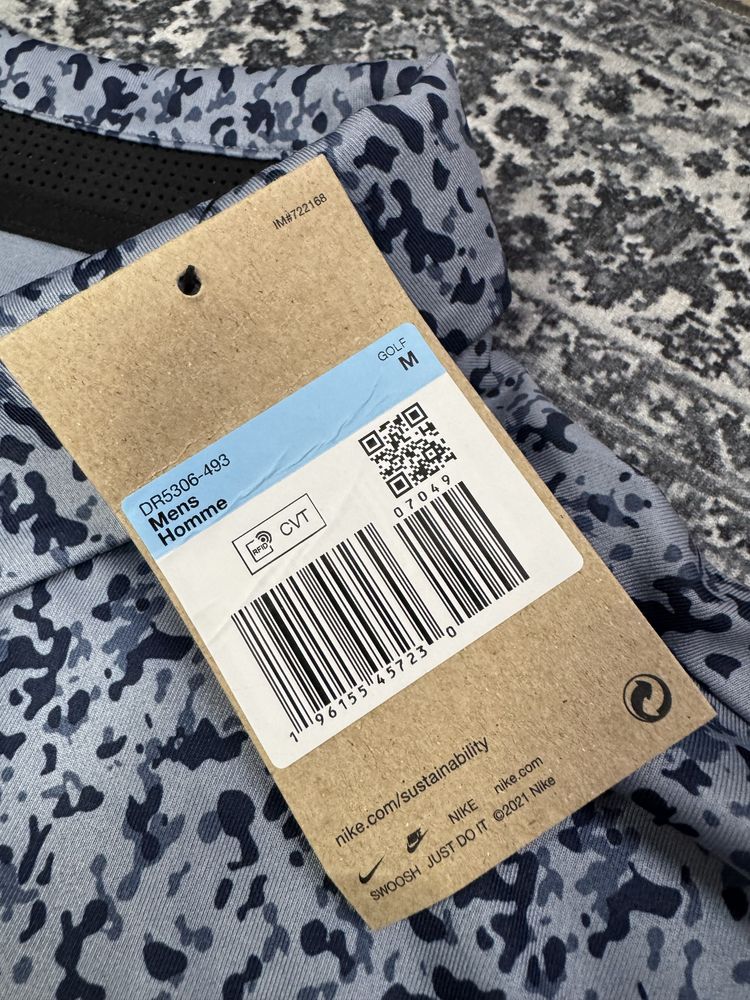 IM#722168
GOLF
M
DR5306-493
Mens
Homme
RFID
CVT
07049
1 96155 45723 0
nike.com/sustainability
NIKE nike.com
SWOOSH JUST DO IT ©2021 Nike